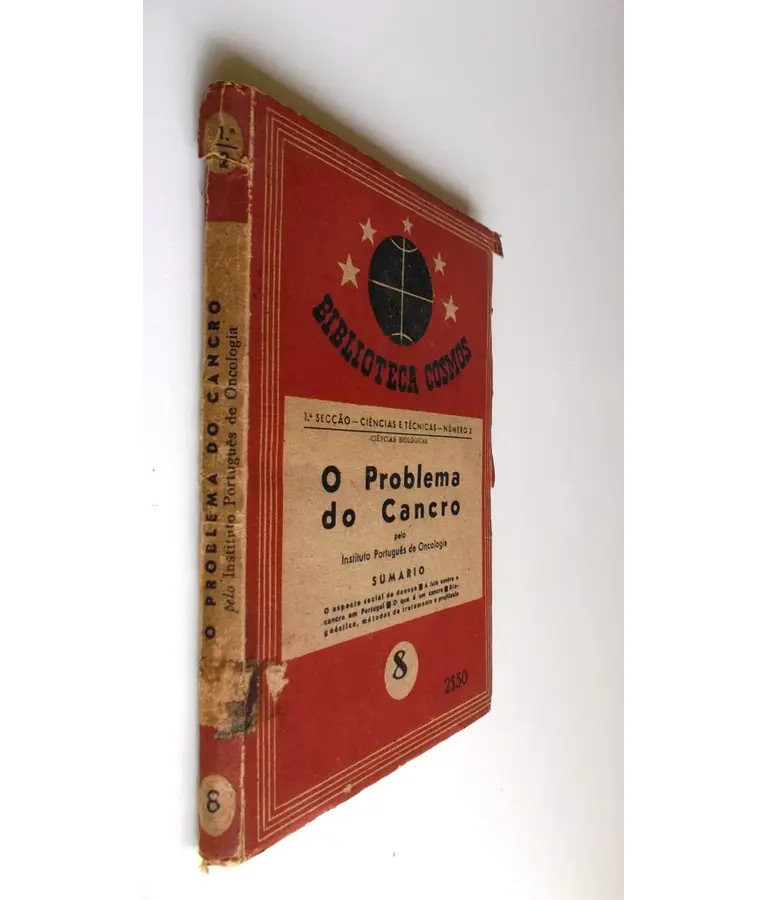 BIBLIOTECA COSMOS
1.ª SECÇÃO — CIÊNCIAS E TÉCNICAS — NÚMERO 3
CIÊNCIAS BIOLÓGICAS
O Problema
do Cancro
pelo
Instituto Português de Oncologia
SUMÁRIO
O aspecto social da doença ■ A luta contra o
cancro em Portugal ■ O que é um cancro ■ Dia-
gnóstico, métodos de tratamento e profilaxia
8
2$50
O PROBLEMA DO CANCRO
pelo Instituto Português de Oncologia
8